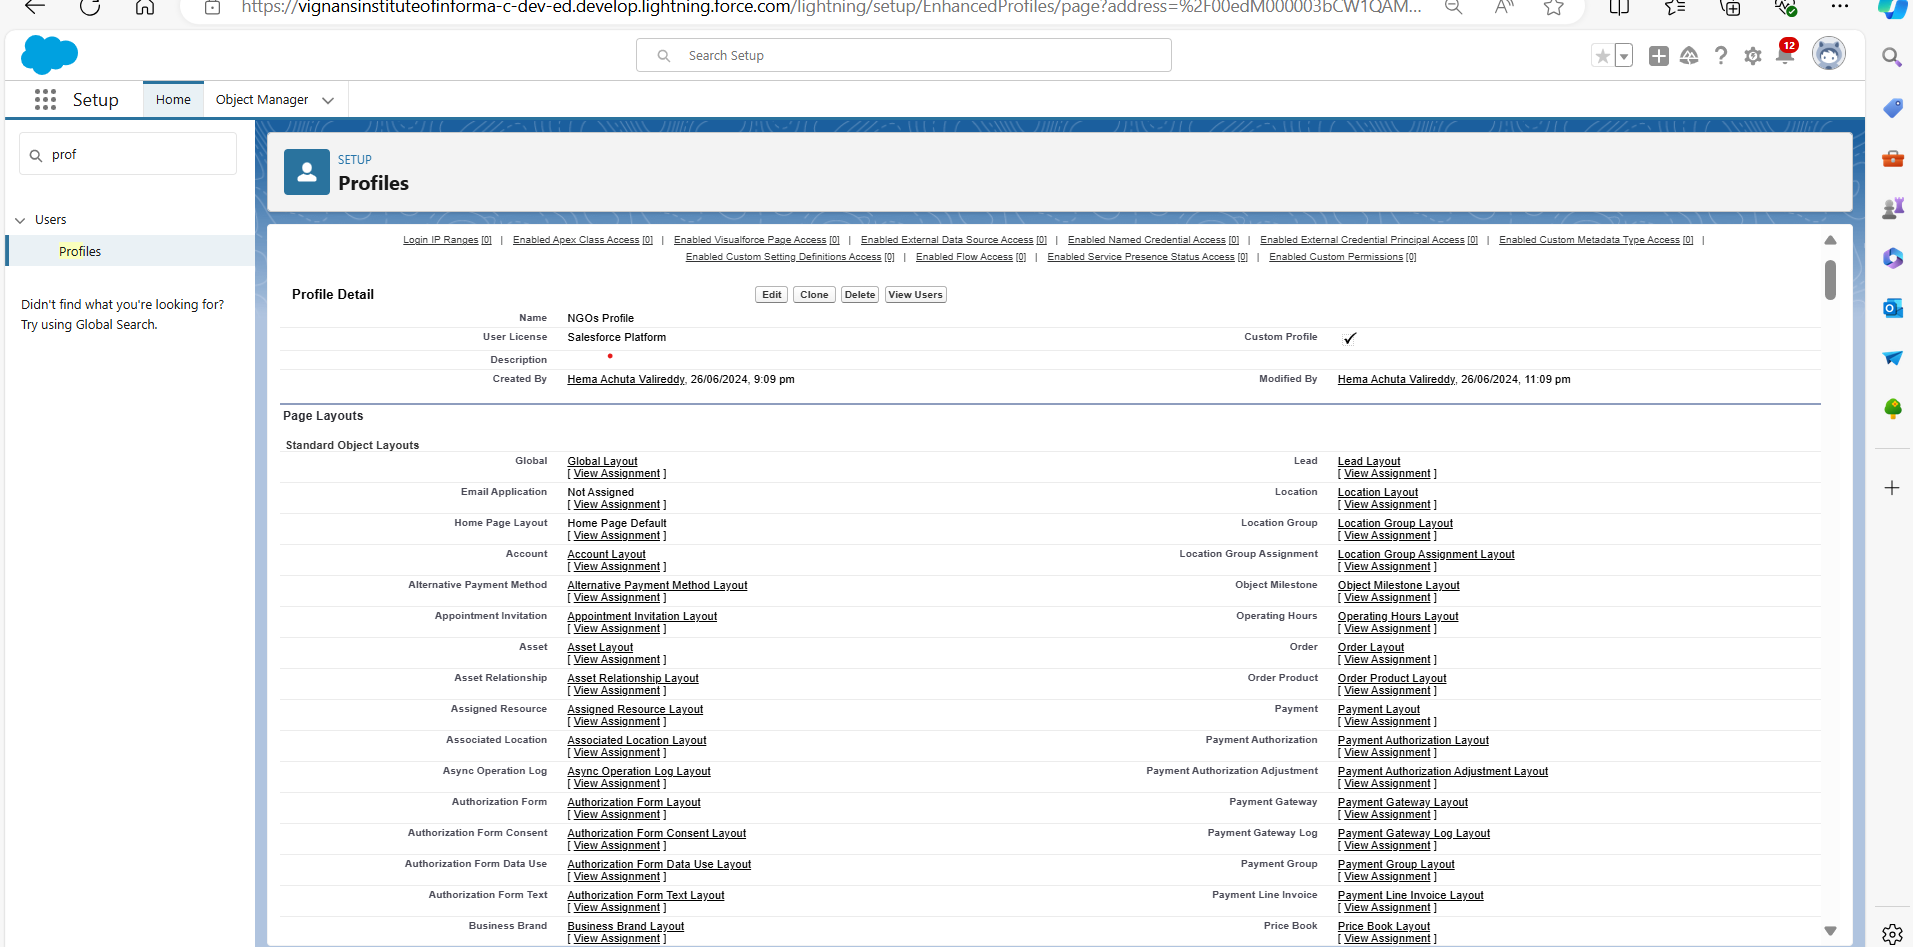 https://vignansinstituteofinforma-c-dev-ed.develop.lightning.force.com/lightning/setup/EnhancedProfiles/page?address=%2F00edM000003bCW1QAM...
Search Setup
12
Setup Home Object Manager
prof
Users
Profiles
Didn't find what you're looking for?
Try using Global Search.
SETUP
Profiles
Login IP Ranges [0] | Enabled Apex Class Access [0] | Enabled Visualforce Page Access [0] | Enabled External Data Source Access [0] | Enabled Named Credential Access [0] | Enabled External Credential Principal Access [0] | Enabled Custom Metadata Type Access [0] |
Enabled Custom Setting Definitions Access [0] | Enabled Flow Access [0] | Enabled Service Presence Status Access [0] | Enabled Custom Permissions [0]
Profile Detail Edit Clone Delete View Users
Name NGOs Profile
User License Salesforce Platform Custom Profile ✓
Description
Created By Hema Achuta Valireddy, 26/06/2024, 9:09 pm Modified By Hema Achuta Valireddy, 26/06/2024, 11:09 pm
Page Layouts
Standard Object Layouts
Global Global Layout Lead Lead Layout
[ View Assignment ] [ View Assignment ]
Email Application Not Assigned Location Location Layout
[ View Assignment ] [ View Assignment ]
Home Page Layout Home Page Default Location Group Location Group Layout
[ View Assignment ] [ View Assignment ]
Account Account Layout Location Group Assignment Location Group Assignment Layout
[ View Assignment ] [ View Assignment ]
Alternative Payment Method Alternative Payment Method Layout Object Milestone Object Milestone Layout
[ View Assignment ] [ View Assignment ]
Appointment Invitation Appointment Invitation Layout Operating Hours Operating Hours Layout
[ View Assignment ] [ View Assignment ]
Asset Asset Layout Order Order Layout
[ View Assignment ] [ View Assignment ]
Asset Relationship Asset Relationship Layout Order Product Order Product Layout
[ View Assignment ] [ View Assignment ]
Assigned Resource Assigned Resource Layout Payment Payment Layout
[ View Assignment ] [ View Assignment ]
Associated Location Associated Location Layout Payment Authorization Payment Authorization Layout
[ View Assignment ] [ View Assignment ]
Async Operation Log Async Operation Log Layout Payment Authorization Adjustment Payment Authorization Adjustment Layout
[ View Assignment ] [ View Assignment ]
Authorization Form Authorization Form Layout Payment Gateway Payment Gateway Layout
[ View Assignment ] [ View Assignment ]
Authorization Form Consent Authorization Form Consent Layout Payment Gateway Log Payment Gateway Log Layout
[ View Assignment ] [ View Assignment ]
Authorization Form Data Use Authorization Form Data Use Layout Payment Group Payment Group Layout
[ View Assignment ] [ View Assignment ]
Authorization Form Text Authorization Form Text Layout Payment Line Invoice Payment Line Invoice Layout
[ View Assignment ] [ View Assignment ]
Business Brand Business Brand Layout Price Book Price Book Layout
[ View Assignment ] [ View Assignment ]